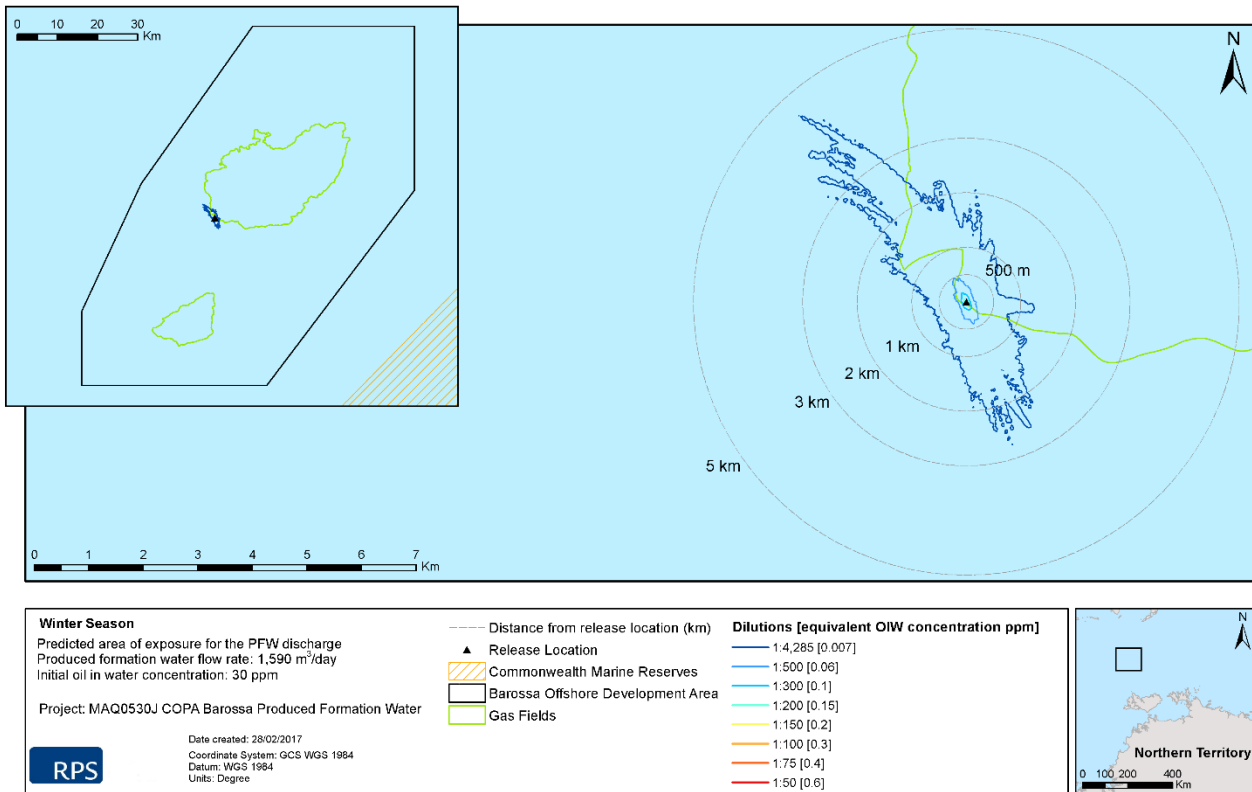 0 10 20 30
Km
N
500 m
1 km
2 km
3 km
5 km
0 1 2 3 4 5 6 7
Km
Winter Season
Predicted area of exposure for the PFW discharge
Produced formation water flow rate: 1,590 m³/day
Initial oil in water concentration: 30 ppm
Project: MAQ0530J COPA Barossa Produced Formation Water
RPS
Date created: 28/02/2017
Coordinate System: GCS WGS 1984
Datum: WGS 1984
Units: Degree
Distance from release location (km)
Release Location
Commonwealth Marine Reserves
Barossa Offshore Development Area
Gas Fields
Dilutions [equivalent OIW concentration ppm]
1:4,285 [0.007]
1:500 [0.06]
1:300 [0.1]
1:200 [0.15]
1:150 [0.2]
1:100 [0.3]
1:75 [0.4]
1:50 [0.6]
N
Northern Territory
0 100 200 400
Km